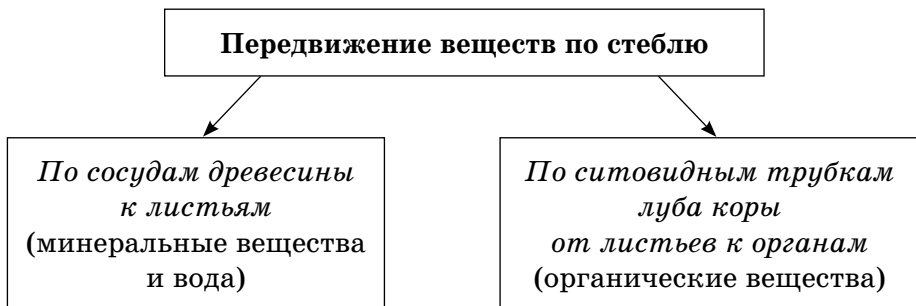 Передвижение веществ по стеблю
По сосудам древесины
к листьям
(минеральные вещества
и вода)
По ситовидным трубкам
луба коры
от листьев к органам
(органические вещества)